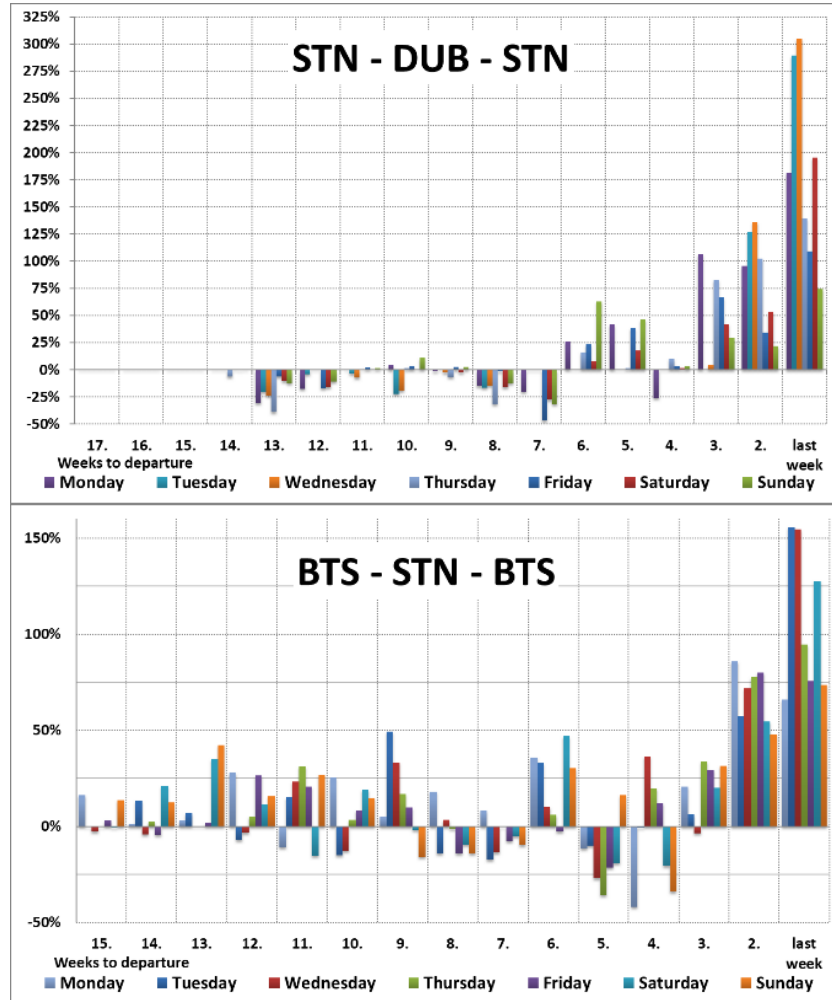 325%
300%
275%
250%
225%
200%
175%
150%
125%
100%
75%
50%
25%
0%
-25%
-50%
STN - DUB - STN
17. 16. 15. 14. 13. 12. 11. 10. 9. 8. 7. 6. 5. 4. 3. 2. last week
Weeks to departure
Monday Tuesday Wednesday Thursday Friday Saturday Sunday
150%
100%
50%
0%
-50%
BTS - STN - BTS
15. 14. 13. 12. 11. 10. 9. 8. 7. 6. 5. 4. 3. 2. last week
Weeks to departure
Monday Tuesday Wednesday Thursday Friday Saturday Sunday